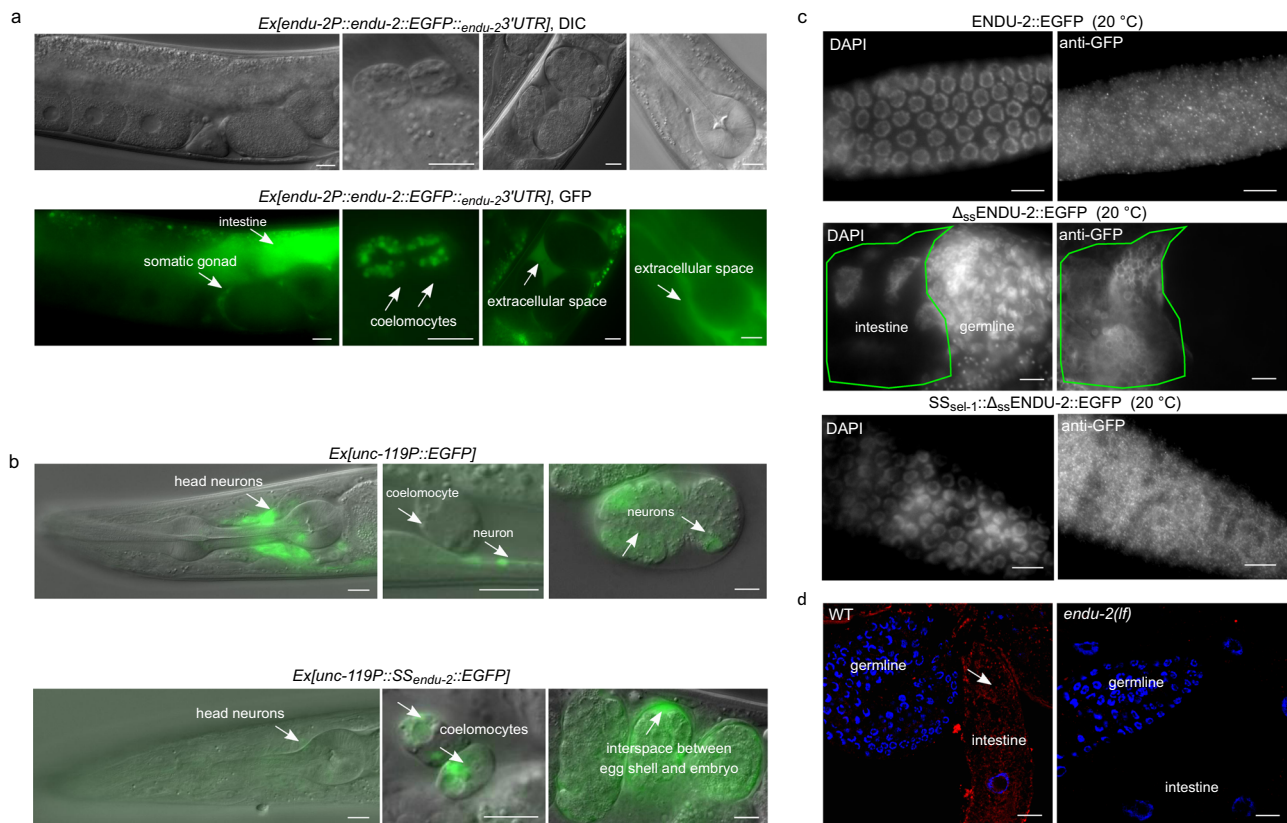 a
Ex[endu-2P::endu-2::EGFP::endu-23'UTR], DIC
Ex[endu-2P::endu-2::EGFP::endu-23'UTR], GFP
intestine
somatic gonad
coelomocytes
extracellular space
extracellular space
b
Ex[unc-119P::EGFP]
head neurons
coelomocyte
neuron
neurons
Ex[unc-119P::SSendu-2::EGFP]
head neurons
coelomocytes
interspace between
egg shell and embryo
c
ENDU-2::EGFP (20 °C)
DAPI
anti-GFP
ΔssENDU-2::EGFP (20 °C)
DAPI
anti-GFP
intestine
germline
SSsel-1::ΔssENDU-2::EGFP (20 °C)
DAPI
anti-GFP
d
WT
endu-2(lf)
germline
germline
intestine
intestine